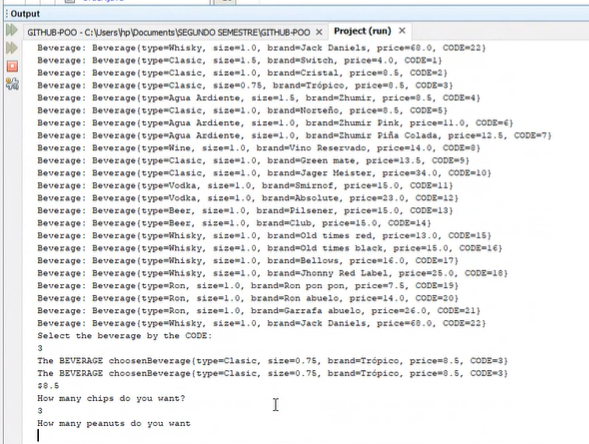 Output
GITHUB-POO - C:\Users\hp\Documents\SEGUNDO SEMESTRE\GITHUB-POO × Project (run) ×
Beverage: Beverage{type=Whisky, size=1.0, brand=Jack Daniels, price=68.0, CODE=22}
Beverage: Beverage{type=Clasic, size=1.5, brand=Switch, price=4.0, CODE=1}
Beverage: Beverage{type=Clasic, size=1.0, brand=Cristal, price=8.5, CODE=2}
Beverage: Beverage{type=Clasic, size=0.75, brand=Trópico, price=8.5, CODE=3}
Beverage: Beverage{type=Agua Ardiente, size=1.5, brand=Zhumir, price=8.5, CODE=4}
Beverage: Beverage{type=Clasic, size=1.0, brand=Norteño, price=8.5, CODE=5}
Beverage: Beverage{type=Agua Ardiente, size=1.0, brand=Zhumir Pink, price=11.0, CODE=6}
Beverage: Beverage{type=Agua Ardiente, size=1.0, brand=Zhumir Piña Colada, price=12.5, CODE=7}
Beverage: Beverage{type=Wine, size=1.0, brand=Vino Reservado, price=14.0, CODE=8}
Beverage: Beverage{type=Clasic, size=1.0, brand=Green mate, price=13.5, CODE=9}
Beverage: Beverage{type=Clasic, size=1.0, brand=Jager Meister, price=34.0, CODE=10}
Beverage: Beverage{type=Vodka, size=1.0, brand=Smirnof, price=15.0, CODE=11}
Beverage: Beverage{type=Vodka, size=1.0, brand=Absolute, price=23.0, CODE=12}
Beverage: Beverage{type=Beer, size=1.0, brand=Pilsener, price=15.0, CODE=13}
Beverage: Beverage{type=Beer, size=1.0, brand=Club, price=15.0, CODE=14}
Beverage: Beverage{type=Whisky, size=1.0, brand=Old times red, price=13.0, CODE=15}
Beverage: Beverage{type=Whisky, size=1.0, brand=Old times black, price=15.0, CODE=16}
Beverage: Beverage{type=Whisky, size=1.0, brand=Bellows, price=16.0, CODE=17}
Beverage: Beverage{type=Whisky, size=1.0, brand=Jhonny Red Label, price=25.0, CODE=18}
Beverage: Beverage{type=Ron, size=1.0, brand=Ron pon pon, price=7.5, CODE=19}
Beverage: Beverage{type=Ron, size=1.0, brand=Ron abuelo, price=14.0, CODE=20}
Beverage: Beverage{type=Ron, size=1.0, brand=Garrafa abuelo, price=26.0, CODE=21}
Beverage: Beverage{type=Whisky, size=1.0, brand=Jack Daniels, price=68.0, CODE=22}
Select the beverage by the CODE:
3
The BEVERAGE choosenBeverage{type=Clasic, size=0.75, brand=Trópico, price=8.5, CODE=3}
The BEVERAGE choosenBeverage{type=Clasic, size=0.75, brand=Trópico, price=8.5, CODE=3}
$8.5
How many chips do you want?
3
How many peanuts do you want